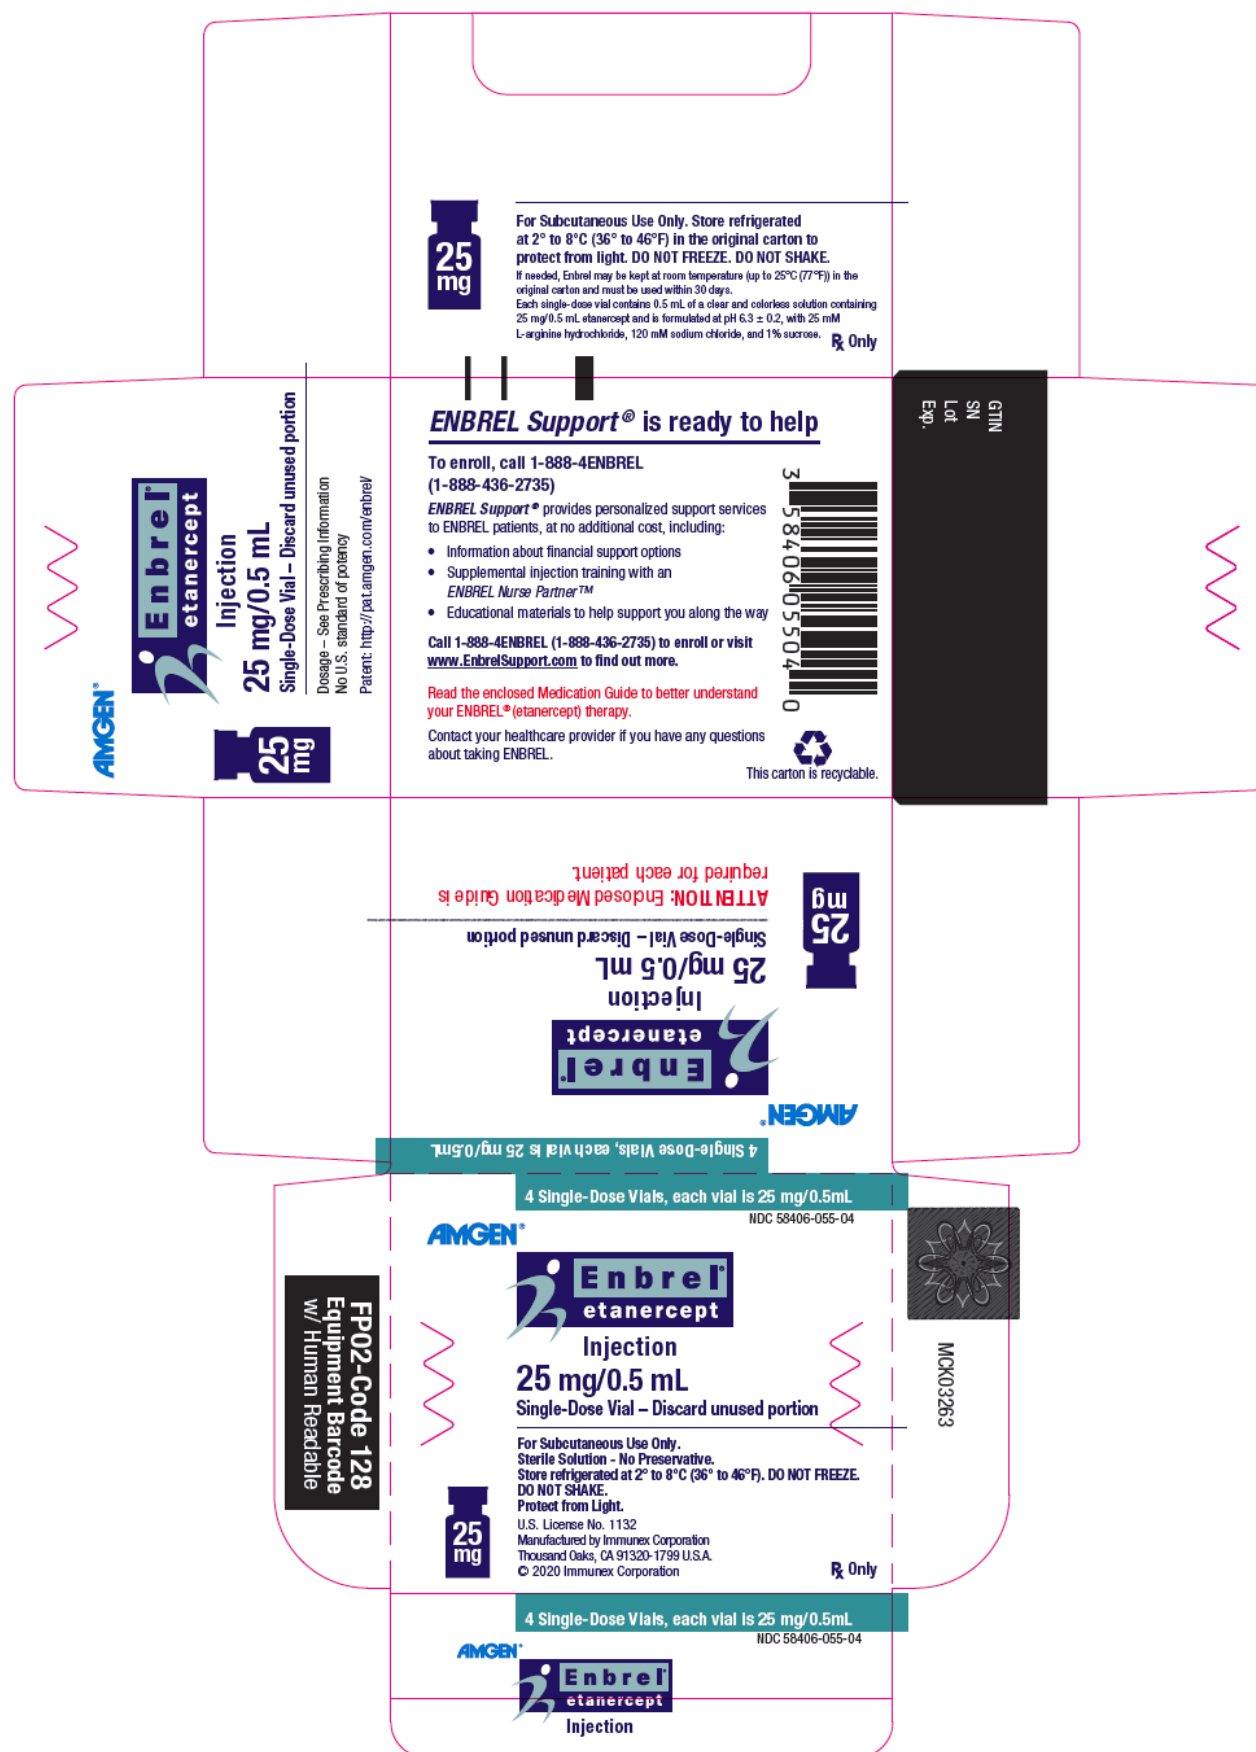 25
mg
For Subcutaneous Use Only. Store refrigerated
at 2° to 8°C (36° to 46°F) in the original carton to
protect from light. DO NOT FREEZE. DO NOT SHAKE.
If needed, Enbrel may be kept at room temperature (up to 25°C (77°F)) in the
original carton and must be used within 30 days.
Each single-dose vial contains 0.5 mL of a clear and colorless solution containing
25 mg/0.5 mL etanercept and is formulated at pH 6.3 ± 0.2, with 25 mM
L-arginine hydrochloride, 120 mM sodium chloride, and 1% sucrose.
℞ Only
AMGEN®
Enbrel®
etanercept
Injection
25 mg/0.5 mL
Single-Dose Vial – Discard unused portion
Dosage – See Prescribing Information
No U.S. standard of potency
Patent: http://pat.amgen.com/enbrel/
25
mg
ENBREL Support® is ready to help
To enroll, call 1-888-4ENBREL
(1-888-436-2735)
ENBREL Support® provides personalized support services
to ENBREL patients, at no additional cost, including:
• Information about financial support options
• Supplemental injection training with an
ENBREL Nurse Partner™
• Educational materials to help support you along the way
Call 1-888-4ENBREL (1-888-436-2735) to enroll or visit
www.EnbrelSupport.com to find out more.
Read the enclosed Medication Guide to better understand
your ENBREL® (etanercept) therapy.
Contact your healthcare provider if you have any questions
about taking ENBREL.
3 5840605504 0
This carton is recyclable.
GTIN
SN
Lot
Exp.
4 Single-Dose Vials, each vial is 25 mg/0.5mL
AMGEN®
Enbrel®
etanercept
Injection
25 mg/0.5 mL
Single-Dose Vial – Discard unused portion
ATTENTION: Enclosed Medication Guide is
required for each patient.
25
mg
4 Single-Dose Vials, each vial is 25 mg/0.5mL
NDC 58406-055-04
AMGEN®
Enbrel®
etanercept
Injection
25 mg/0.5 mL
Single-Dose Vial – Discard unused portion
For Subcutaneous Use Only.
Sterile Solution - No Preservative.
Store refrigerated at 2° to 8°C (36° to 46°F). DO NOT FREEZE.
DO NOT SHAKE.
Protect from Light.
U.S. License No. 1132
Manufactured by Immunex Corporation
Thousand Oaks, CA 91320-1799 U.S.A.
© 2020 Immunex Corporation
℞ Only
25
mg
FP02-Code 128
Equipment Barcode
w/ Human Readable
MCK03263
4 Single-Dose Vials, each vial is 25 mg/0.5mL
NDC 58406-055-04
AMGEN®
Enbrel®
etanercept
Injection